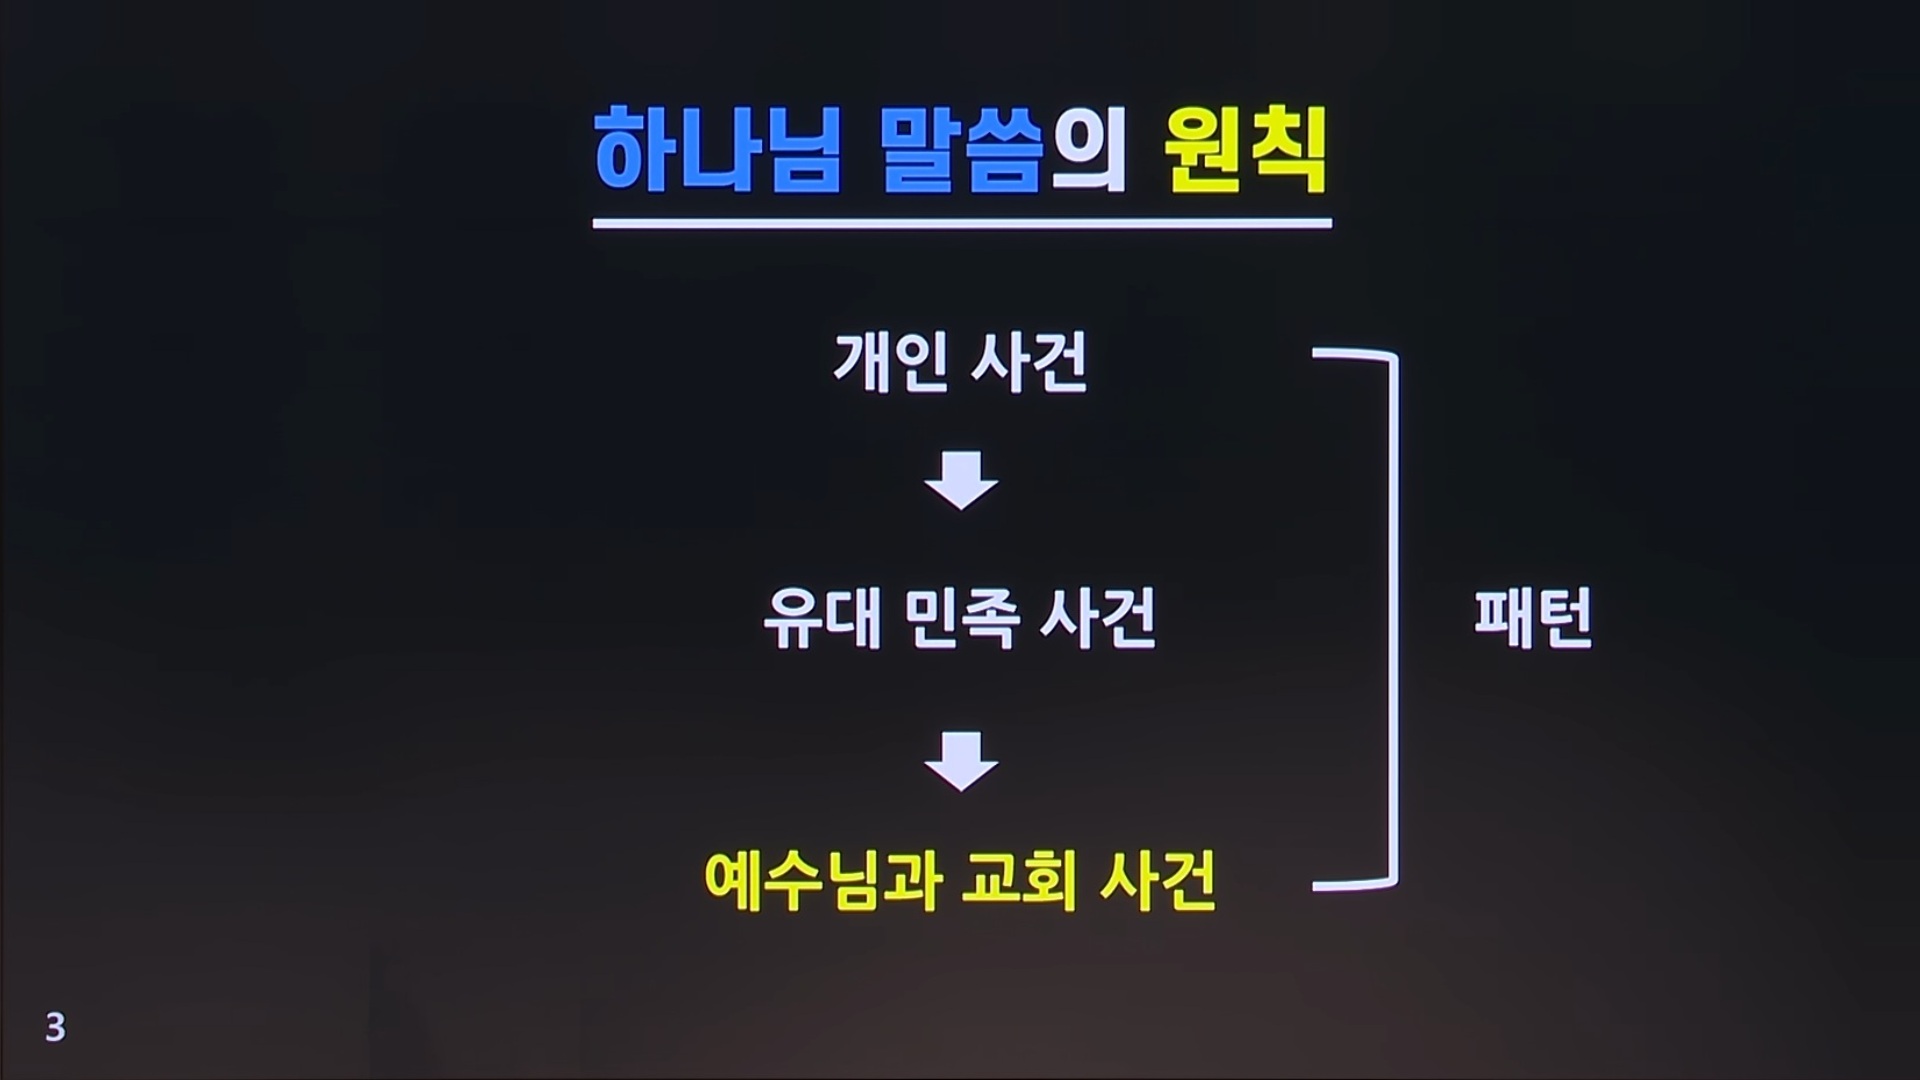 하나님 말씀의 원칙
개인 사건
유대 민족 사건
패턴
예수님과 교회 사건
3